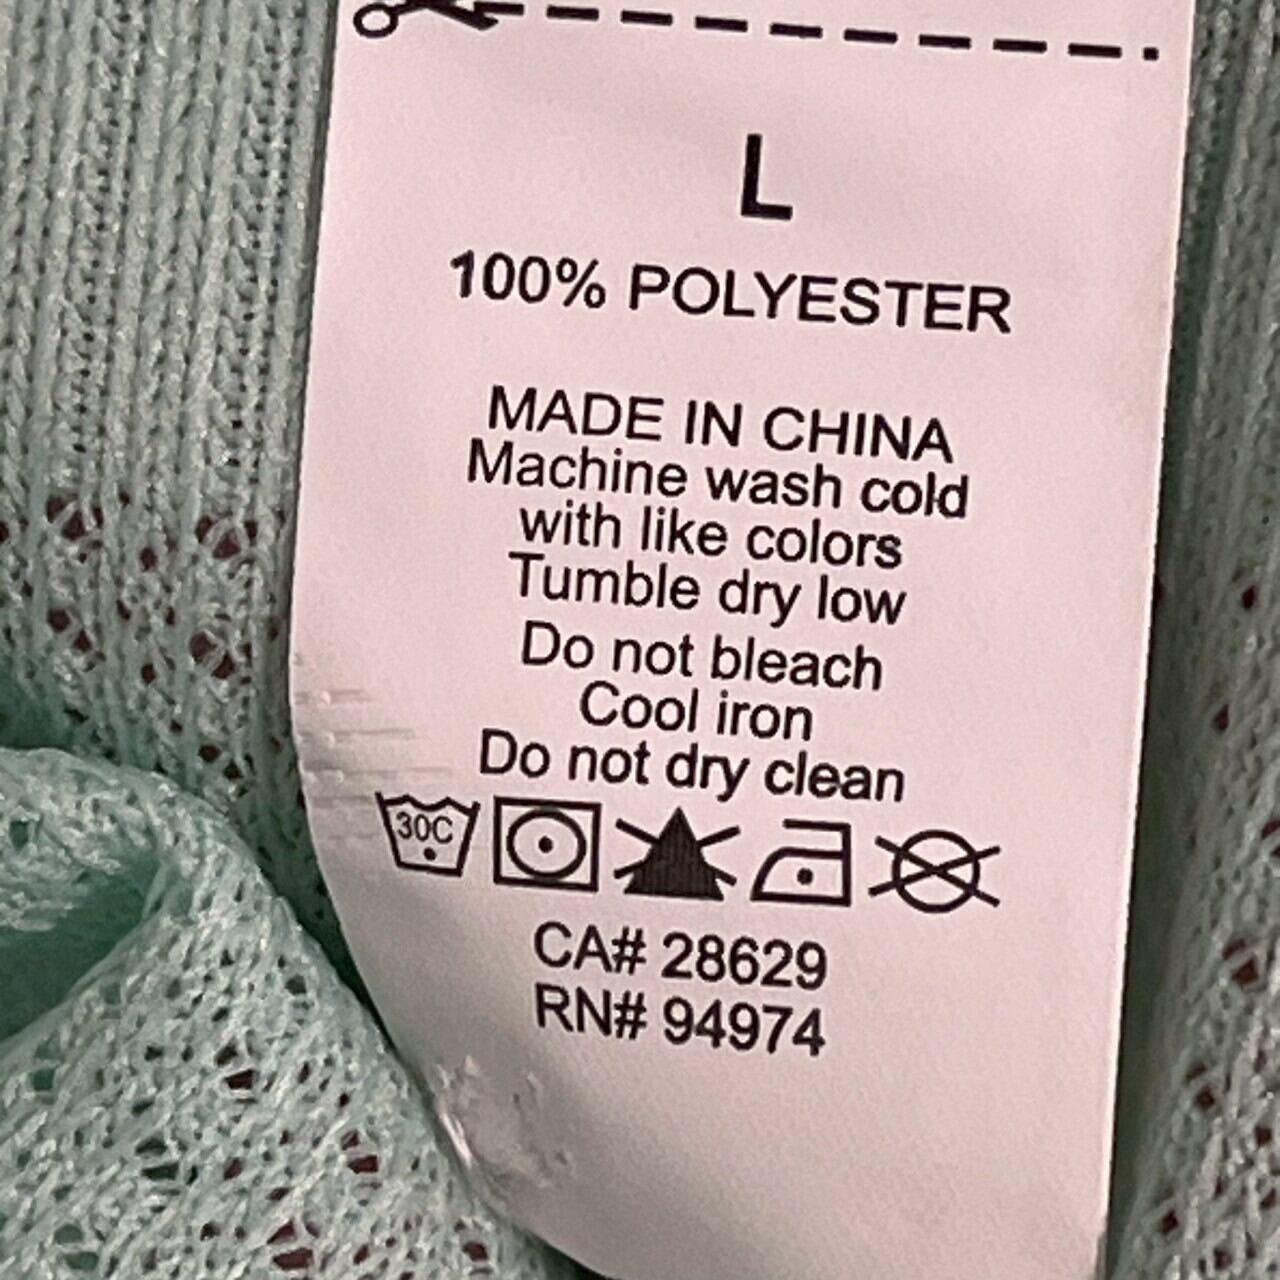 L
100% POLYESTER
MADE IN CHINA
Machine wash cold
with like colors
Tumble dry low
Do not bleach
Cool iron
Do not dry clean
30C
CA# 28629
RN# 94974